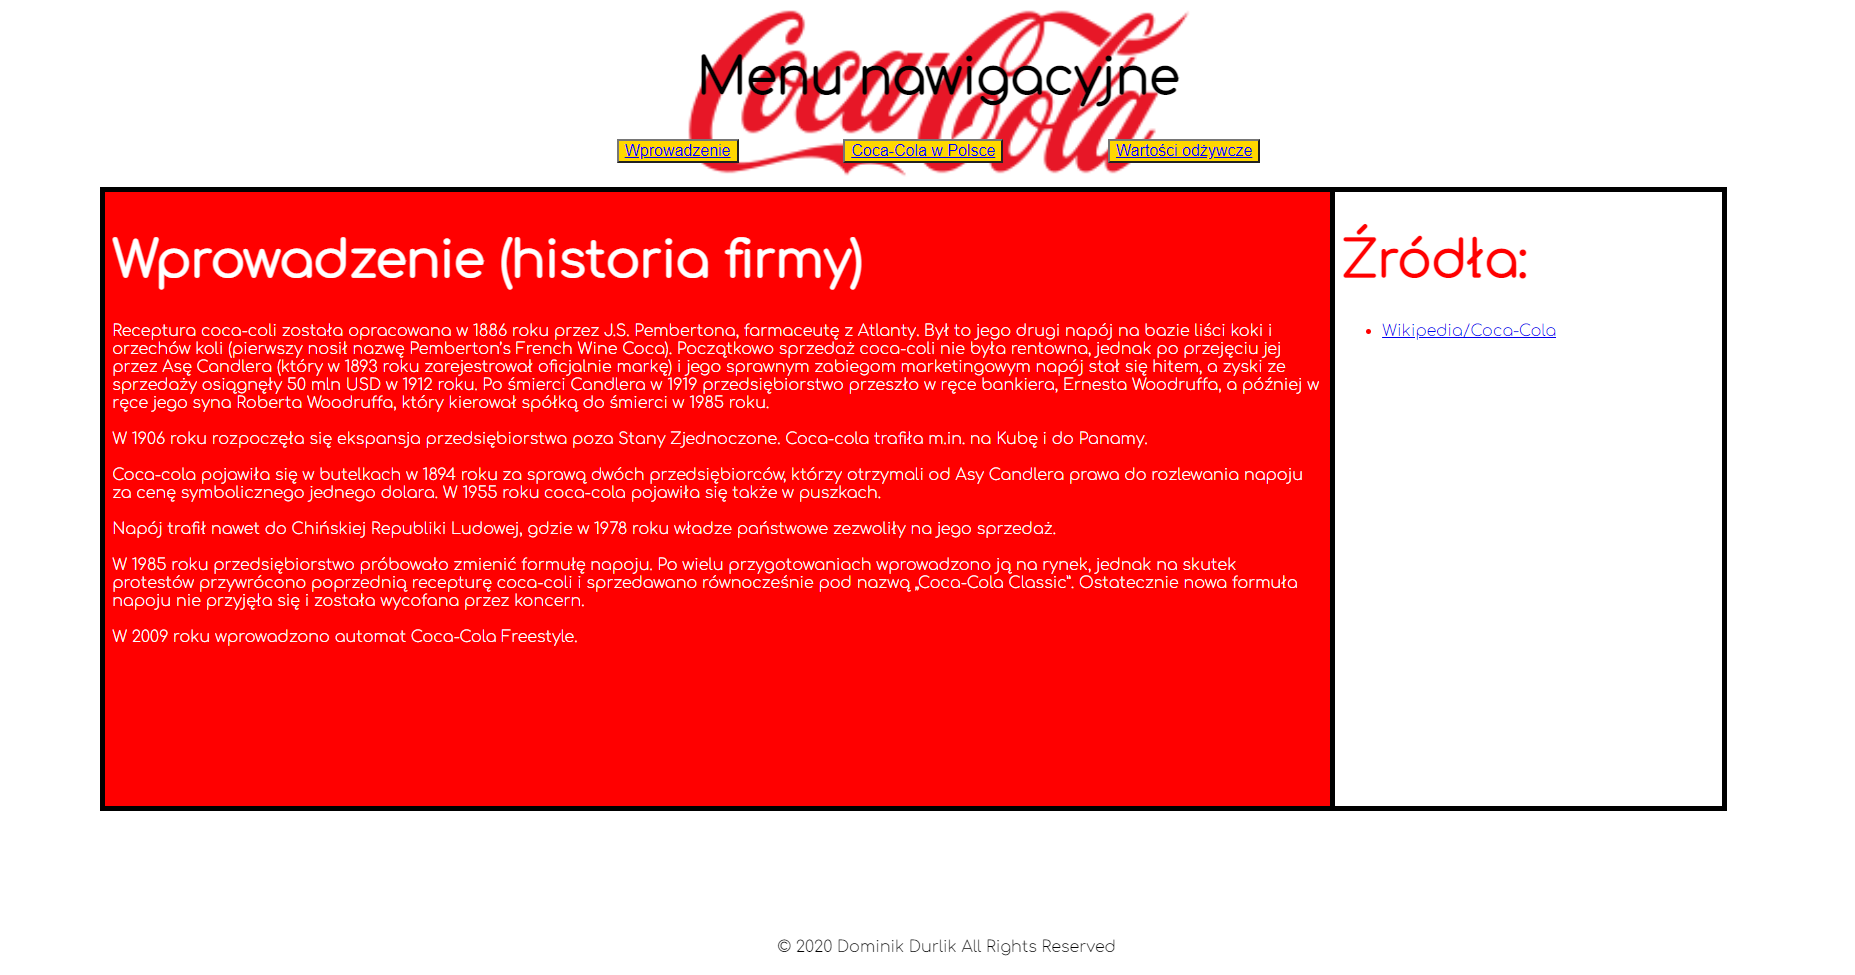 Coca-Cola
Menu nawigacyjne
Wprowadzenie
Coca-Cola w Polsce
Wartości odżywcze
Wprowadzenie (historia firmy)
Receptura coca-coli została opracowana w 1886 roku przez J.S. Pembertona, farmaceutę z Atlanty. Był to jego drugi napój na bazie liści koki i
orzechów koli (pierwszy nosił nazwę Pemberton's French Wine Coca). Początkowo sprzedaż coca-coli nie była rentowna, jednak po przejęciu jej
przez Asę Candlera (który w 1893 roku zarejestrował oficjalnie markę) i jego sprawnym zabiegom marketingowym napój stał się hitem, a zyski ze
sprzedaży osiągnęły 50 mln USD w 1912 roku. Po śmierci Candlera w 1919 przedsiębiorstwo przeszło w ręce bankiera, Ernesta Woodruffa, a później w
ręce jego syna Roberta Woodruffa, który kierował spółką do śmierci w 1985 roku.
W 1906 roku rozpoczęła się ekspansja przedsiębiorstwa poza Stany Zjednoczone. Coca-cola trafiła m.in. na Kubę i do Panamy.
Coca-cola pojawiła się w butelkach w 1894 roku za sprawą dwóch przedsiębiorców, którzy otrzymali od Asy Candlera prawa do rozlewania napoju
za cenę symbolicznego jednego dolara. W 1955 roku coca-cola pojawiła się także w puszkach.
Napój trafił nawet do Chińskiej Republiki Ludowej, gdzie w 1978 roku władze państwowe zezwoliły na jego sprzedaż.
W 1985 roku przedsiębiorstwo próbowało zmienić formułę napoju. Po wielu przygotowaniach wprowadzono ją na rynek, jednak na skutek
protestów przywrócono poprzednią recepturę coca-coli i sprzedawano równocześnie pod nazwą „Coca-Cola Classic”. Ostatecznie nowa formuła
napoju nie przyjęła się i została wycofana przez koncern.
W 2009 roku wprowadzono automat Coca-Cola Freestyle.
Źródła:
Wikipedia/Coca-Cola
© 2020 Dominik Durlik All Rights Reserved